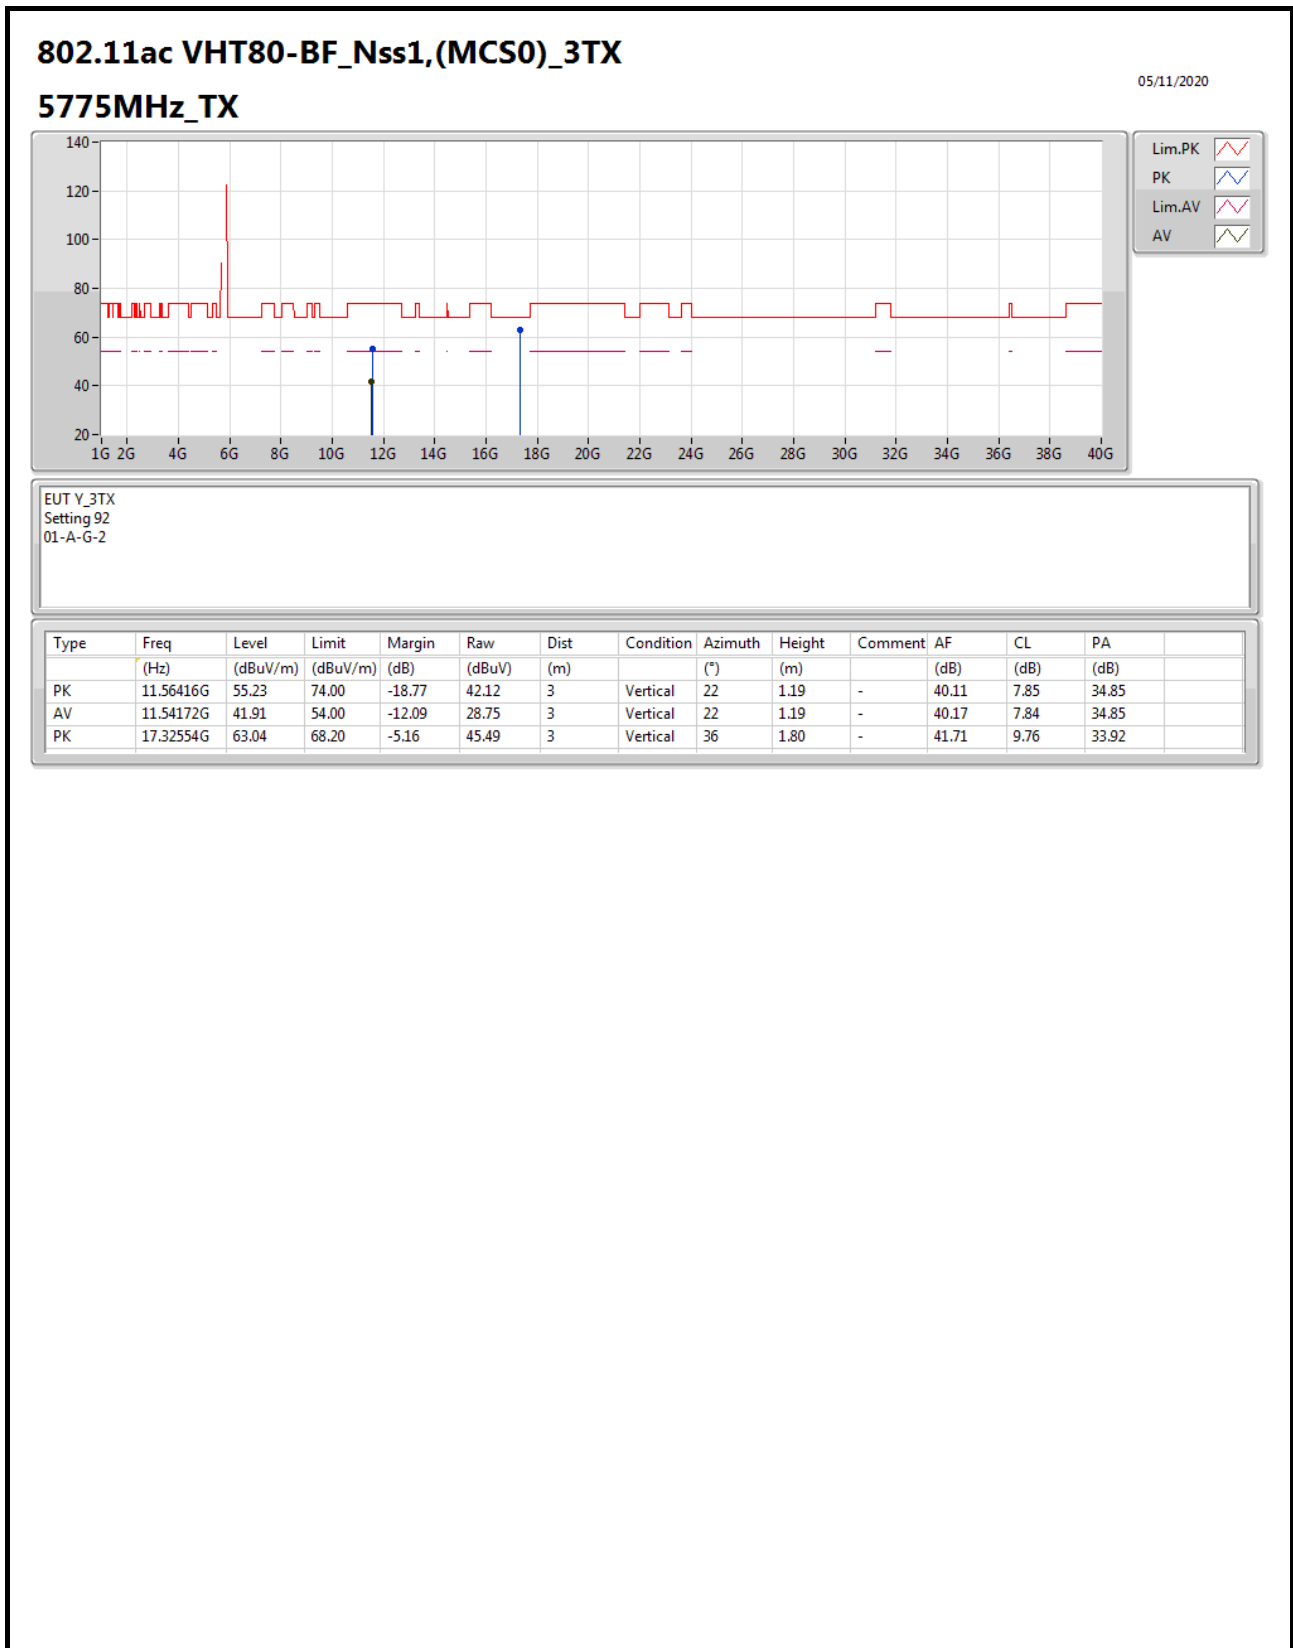 802.11ac VHT80-BF_Nss1,(MCS0)_3TX
05/11/2020
5775MHz_TX
140
120
100
80
60
40
20
1G 2G 4G 6G 8G 10G 12G 14G 16G 18G 20G 22G 24G 26G 28G 30G 32G 34G 36G 38G 40G
Lim.PK
PK
Lim.AV
AV
EUT Y_3TX
Setting 92
01-A-G-2
Type Freq Level Limit Margin Raw Dist Condition Azimuth Height Comment AF CL PA
(Hz) (dBuV/m) (dBuV/m) (dB) (dBuV) (m) (°) (m) (dB) (dB) (dB)
PK 11.56416G 55.23 74.00 -18.77 42.12 3 Vertical 22 1.19 - 40.11 7.85 34.85
AV 11.54172G 41.91 54.00 -12.09 28.75 3 Vertical 22 1.19 - 40.17 7.84 34.85
PK 17.32554G 63.04 68.20 -5.16 45.49 3 Vertical 36 1.80 - 41.71 9.76 33.92